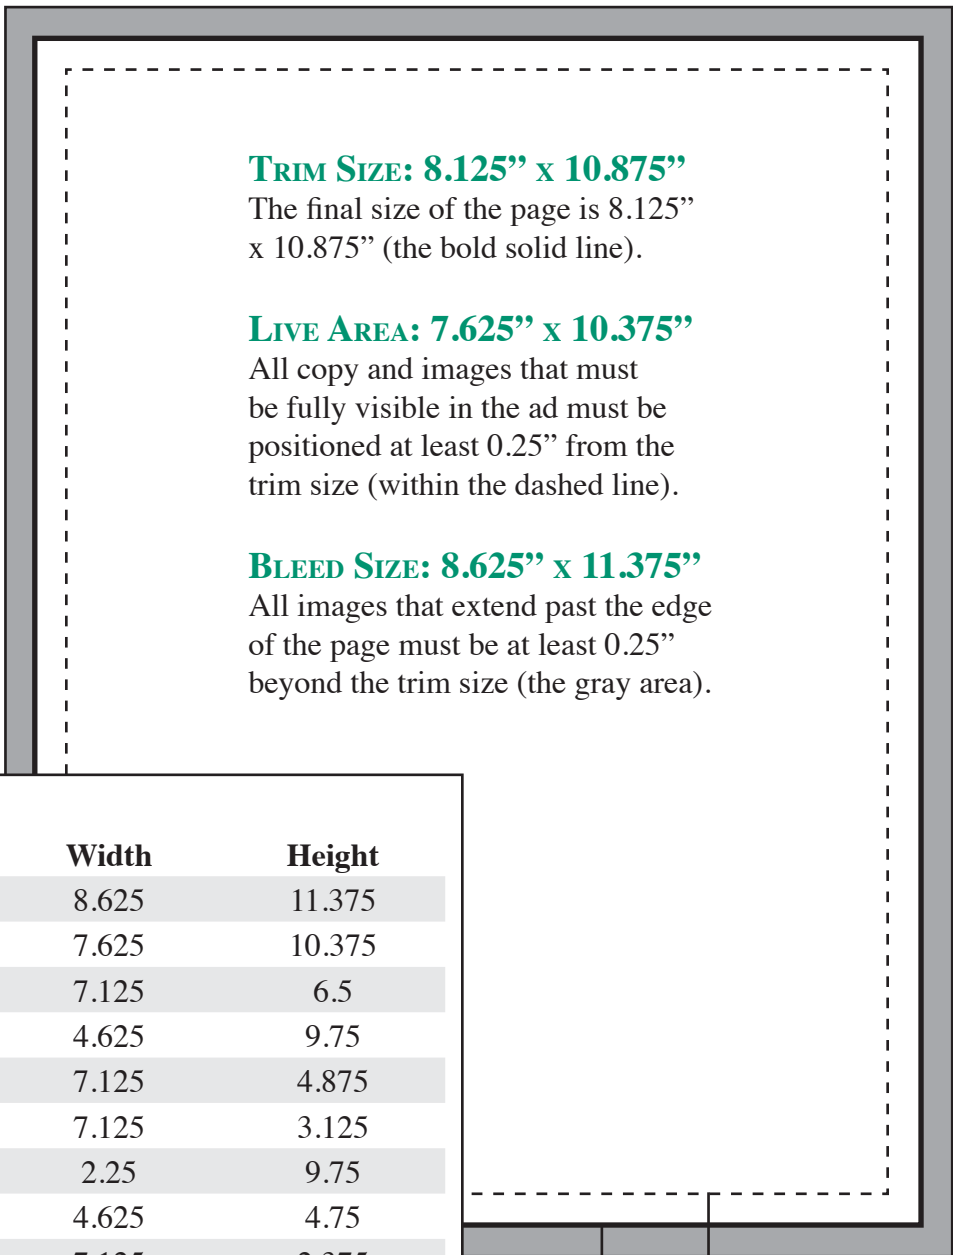 Trim Size: 8.125” x 10.875”
The final size of the page is 8.125”
x 10.875” (the bold solid line).
Live Area: 7.625” x 10.375”
All copy and images that must
be fully visible in the ad must be
positioned at least 0.25” from the
trim size (within the dashed line).
Bleed Size: 8.625” x 11.375”
All images that extend past the edge
of the page must be at least 0.25”
beyond the trim size (the gray area).
Width Height
8.625 11.375
7.625 10.375
7.125 6.5
4.625 9.75
7.125 4.875
7.125 3.125
2.25 9.75
4.625 4.75